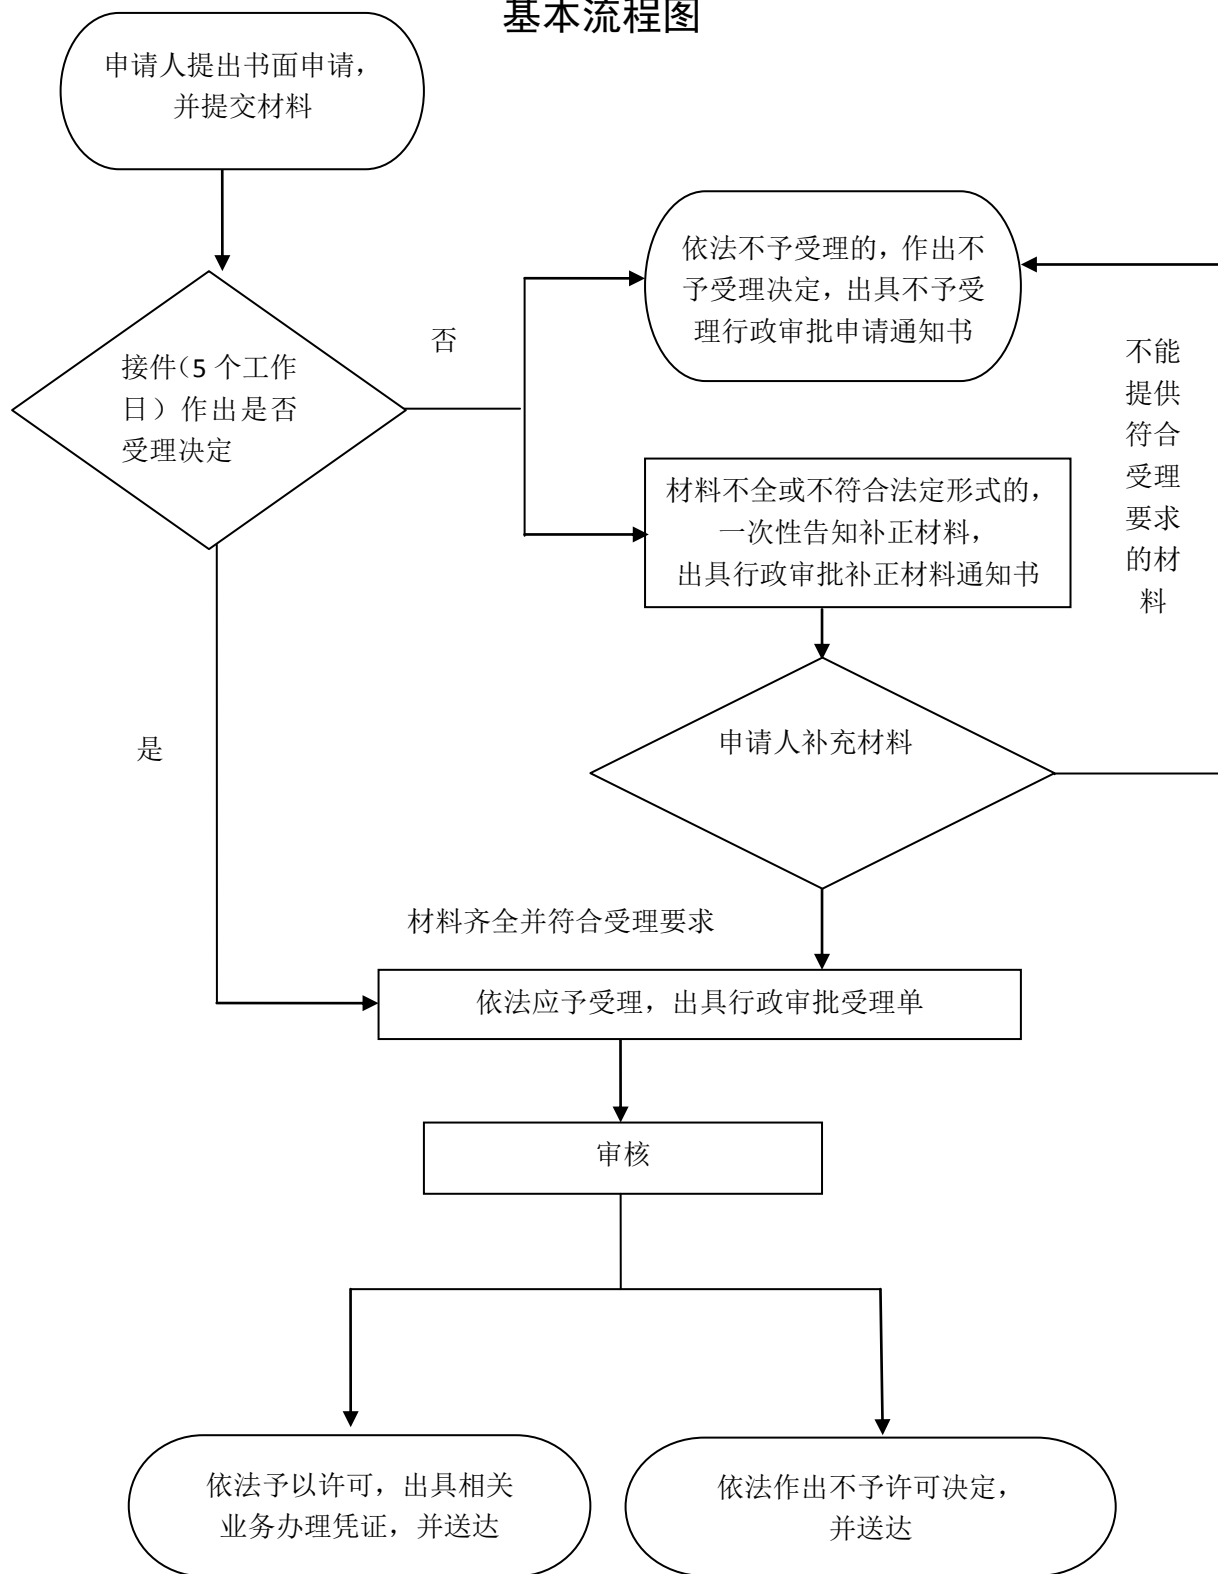 基本流程图
申请人提出书面申请，
并提交材料
依法不予受理的，作出不
予受理决定，出具不予受
理行政审批申请通知书
否
接件（5 个工作
日）作出是否
受理决定
不能
提供
符合
受理
要求
的材
料
材料不全或不符合法定形式的，
一次性告知补正材料，
出具行政审批补正材料通知书
是
申请人补充材料
材料齐全并符合受理要求
依法应予受理，出具行政审批受理单
审核
依法予以许可，出具相关
业务办理凭证，并送达
依法作出不予许可决定，
并送达